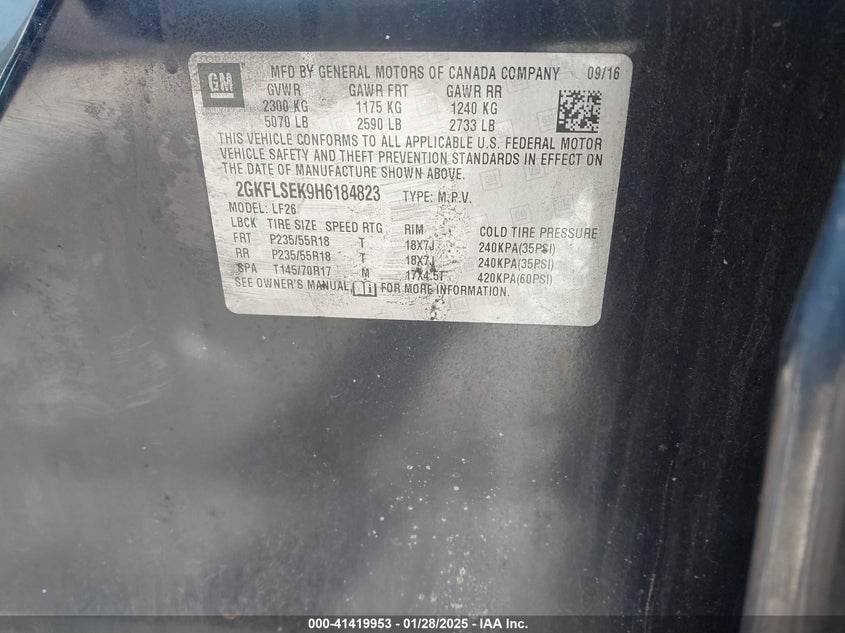 GM
MFD BY GENERAL MOTORS OF CANADA COMPANY 09/16
GVWR GAWR FRT GAWR RR
2300 KG 1175 KG 1240 KG
5070 LB 2590 LB 2733 LB
THIS VEHICLE CONFORMS TO ALL APPLICABLE U.S. FEDERAL MOTOR
VEHICLE SAFETY AND THEFT PREVENTION STANDARDS IN EFFECT ON
THE DATE OF MANUFACTURE SHOWN ABOVE.
2GKFLSEK9H6184823 TYPE: M.P.V.
MODEL: LF26
LBCK TIRE SIZE SPEED RTG RIM COLD TIRE PRESSURE
FRT P235/55R18 T 18X7J 240KPA(35PSI)
RR P235/55R18 T 18X7J 240KPA(35PSI)
SPA T145/70R17 M 17X4.5T 420KPA(60PSI)
SEE OWNER'S MANUAL FOR MORE INFORMATION.
000-41419953 - 01/28/2025 - IAA Inc.